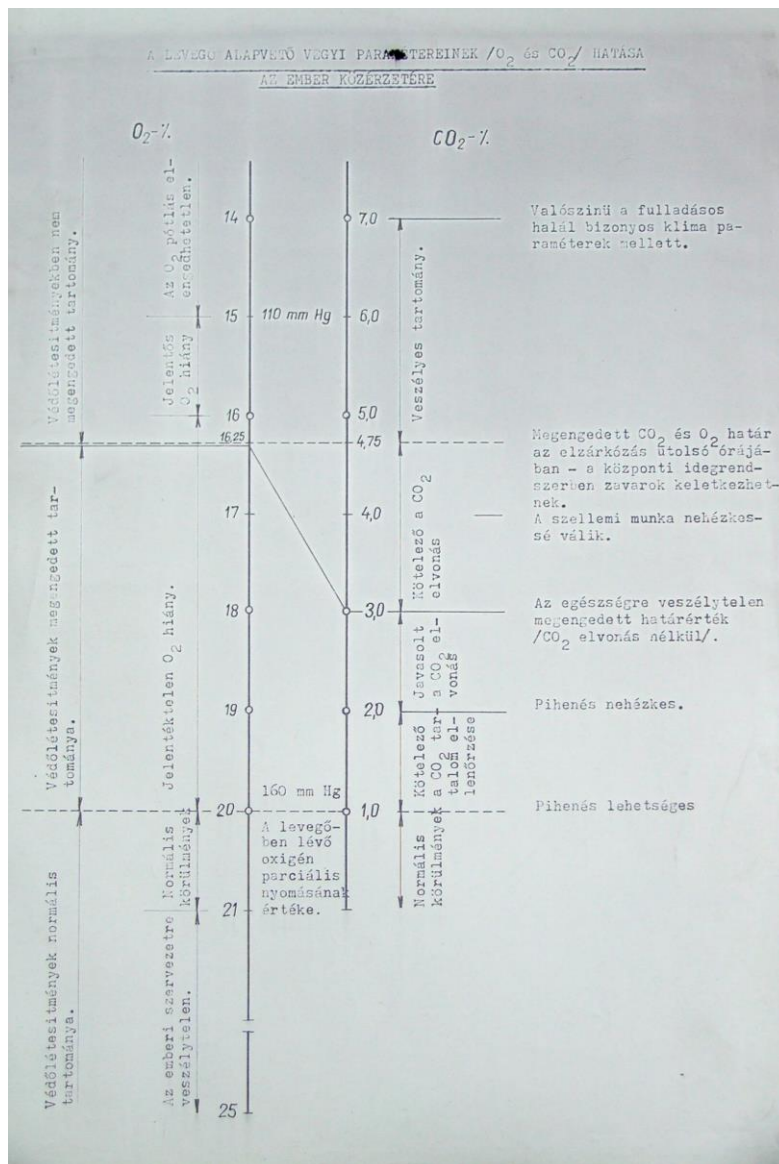 A LEVEGŐ ALAPVETŐ VEGYI PARAMÉTEREINEK /O2 és CO2/ HATÁSA
AZ EMBER KÖZÉRZETÉRE
O2-%
CO2-%
Védőlétesitményekben nem
megengedett tartomány.
Védőlétesitmények megengedett tar-
tománya.
Védőlétesitmények normális
tartománya.
Az O2 pótlás el-
engedhetetlen.
Jelentős
O2 hiány
Jelentéktelen O2 hiány.
Normális
körülmények
Az emberi szervezetre
veszélytelen.
14
15
16
16,25
17
18
19
20
21
25
110 mm Hg
160 mm Hg
A levegő-
ben lévő
oxigén
parciális
nyomásának
értéke.
7,0
6,0
5,0
4,75
4,0
3,0
2,0
1,0
Veszélyes tartomány.
Kötelező a CO2
elvonás
Javasolt
a CO2 el-
vonás
Kötelező
a CO2 tar-
talom el-
lenőrzése
Normális
körülmények
Valószinü a fulladásos
halál bizonyos klima pa-
raméterek mellett.
Megengedett CO2 és O2 határ
az elzárkózás utolsó órájá-
ban - a központi idegrend-
szerben zavarok keletkezhet-
nek.
A szellemi munka nehézkes-
sé válik.
Az egészségre veszélytelen
megengedett határérték
/CO2 elvonás nélkül/.
Pihenés nehézkes.
Pihenés lehetséges